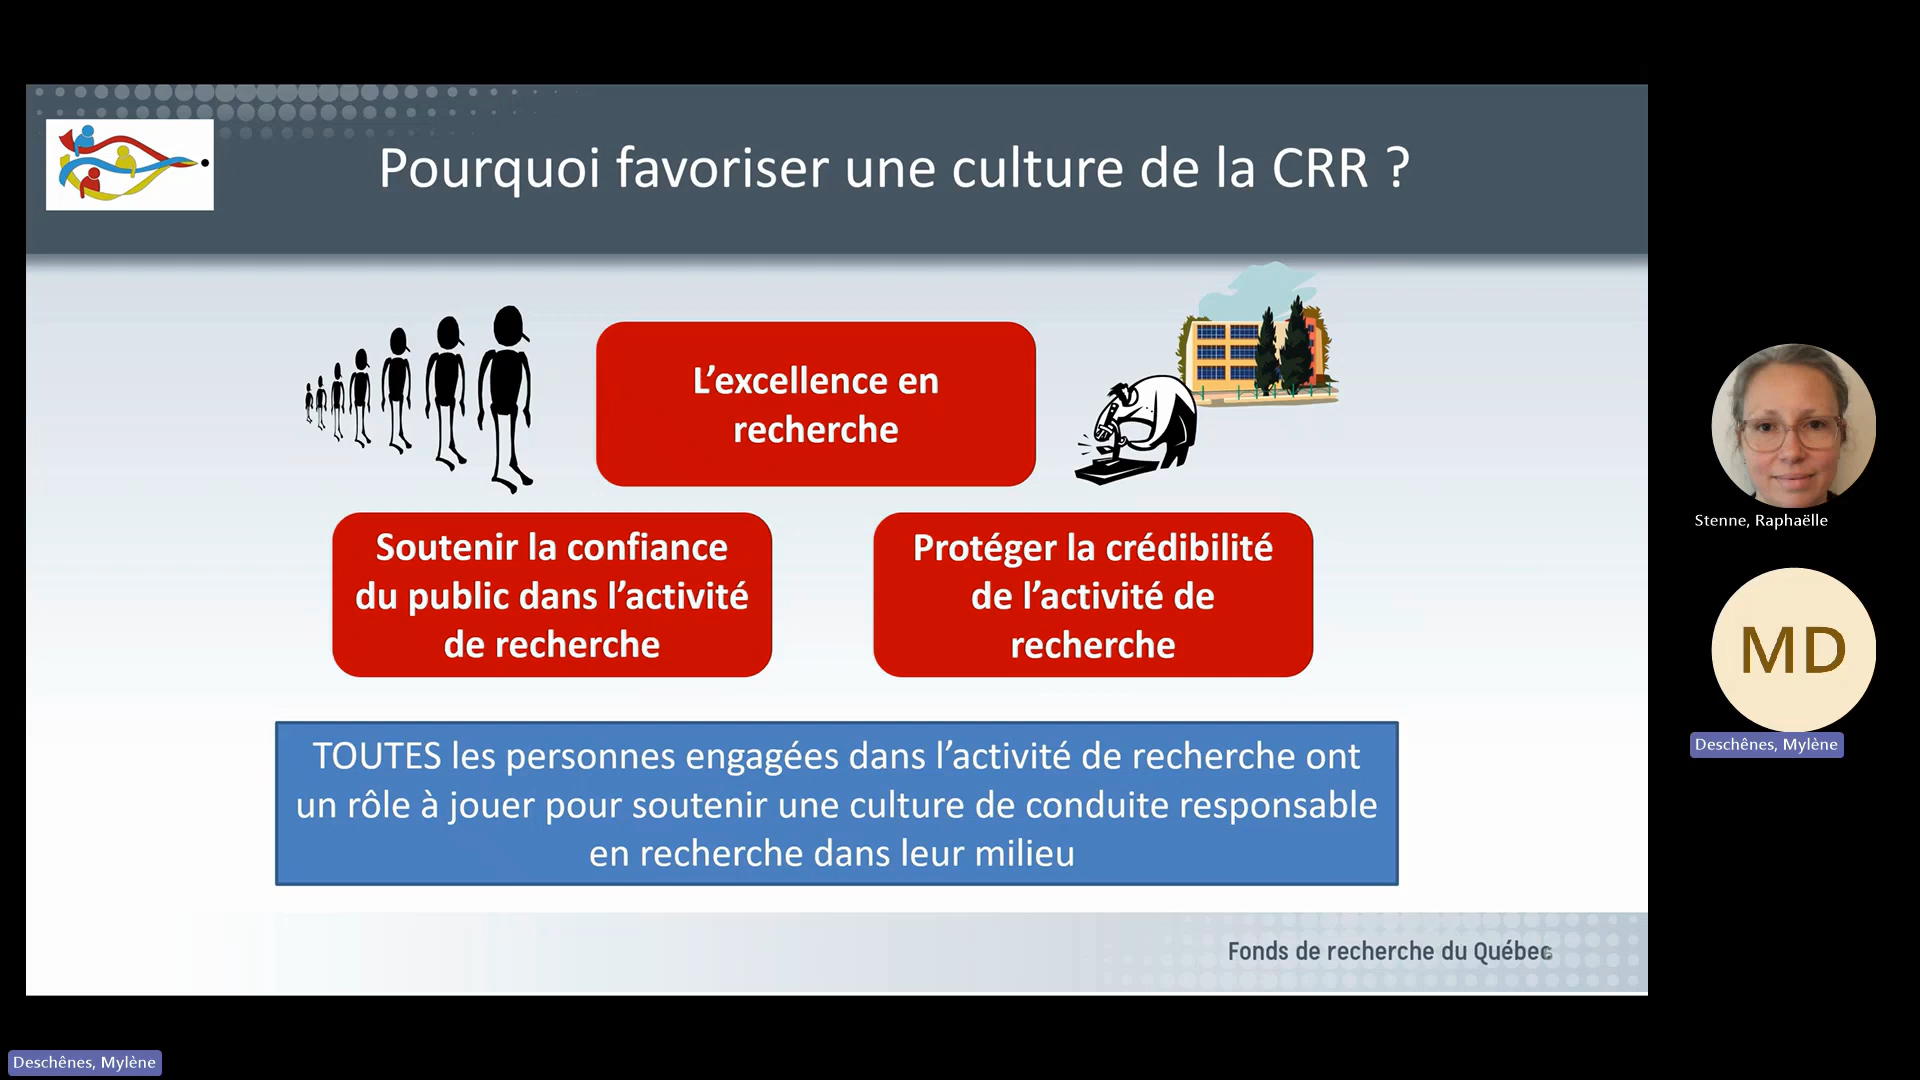 Pourquoi favoriser une culture de la CRR ?
L’excellence en
recherche
Soutenir la confiance
du public dans l’activité
de recherche
Protéger la crédibilité
de l’activité de
recherche
TOUTES les personnes engagées dans l’activité de recherche ont
un rôle à jouer pour soutenir une culture de conduite responsable
en recherche dans leur milieu
Fonds de recherche du Québec
Stenne, Raphaëlle
MD
Deschênes, Mylène
Deschênes, Mylène